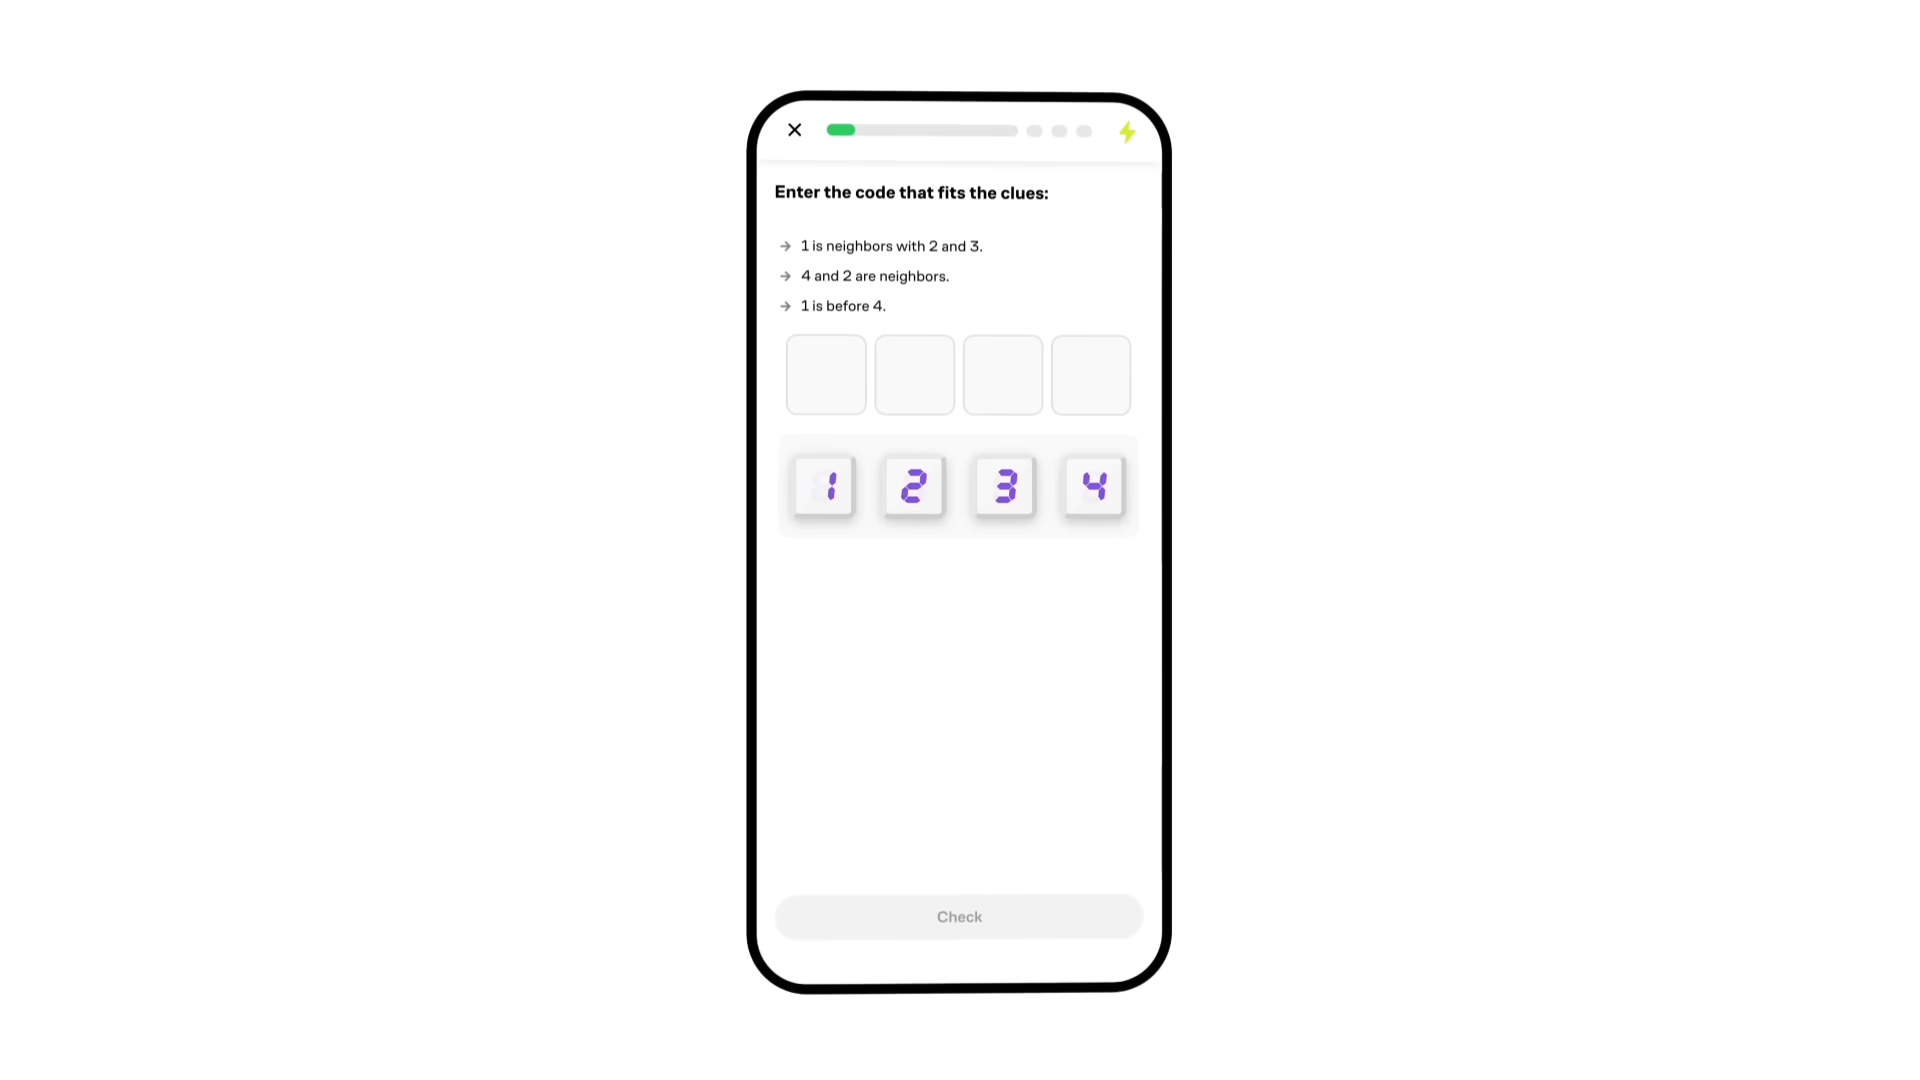 Enter the code that fits the clues:
→ 1 is neighbors with 2 and 3.
→ 4 and 2 are neighbors.
→ 1 is before 4.
1 2 3 4
Check